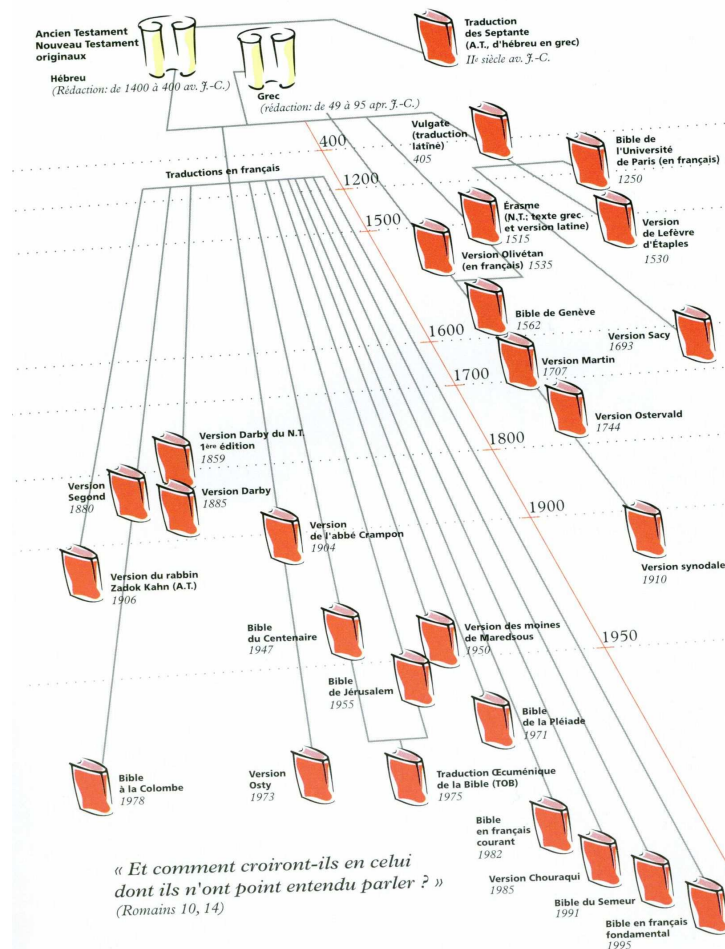 Ancien Testament
Nouveau Testament
originaux
Hébreu
(Rédaction: de 1400 à 400 av. J.-C.)
Grec
(rédaction: de 49 à 95 apr. J.-C.)
Traduction
des Septante
(A.T., d'hébreu en grec)
IIe siècle av. J.-C.
Vulgate
(traduction
latine)
405
Bible de
l'Université
de Paris (en français)
1250
400
Traductions en français
1200
Érasme
(N.T.: texte grec
et version latine)
1515
Version
de Lefèvre
d'Étaples
1530
1500
Version Olivétan
(en français) 1535
Bible de Genève
1562
1600
Version Sacy
1693
Version Martin
1707
1700
Version Ostervald
1744
1800
Version Darby du N.T.
1ère édition
1859
Version
Segond
1880
Version Darby
1885
1900
Version
de l'abbé Crampon
1904
Version du rabbin
Zadok Kahn (A.T.)
1906
Version synodale
1910
Bible
du Centenaire
1947
Version des moines
de Maredsous
1950
1950
Bible
de Jérusalem
1955
Bible
de la Pléiade
1971
Bible
à la Colombe
1978
Version
Osty
1973
Traduction Œcuménique
de la Bible (TOB)
1975
Bible
en français
courant
1982
Version Chouraqui
1985
Bible du Semeur
1991
Bible en français
fondamental
1995
« Et comment croiront-ils en celui
dont ils n'ont point entendu parler ? »
(Romains 10, 14)